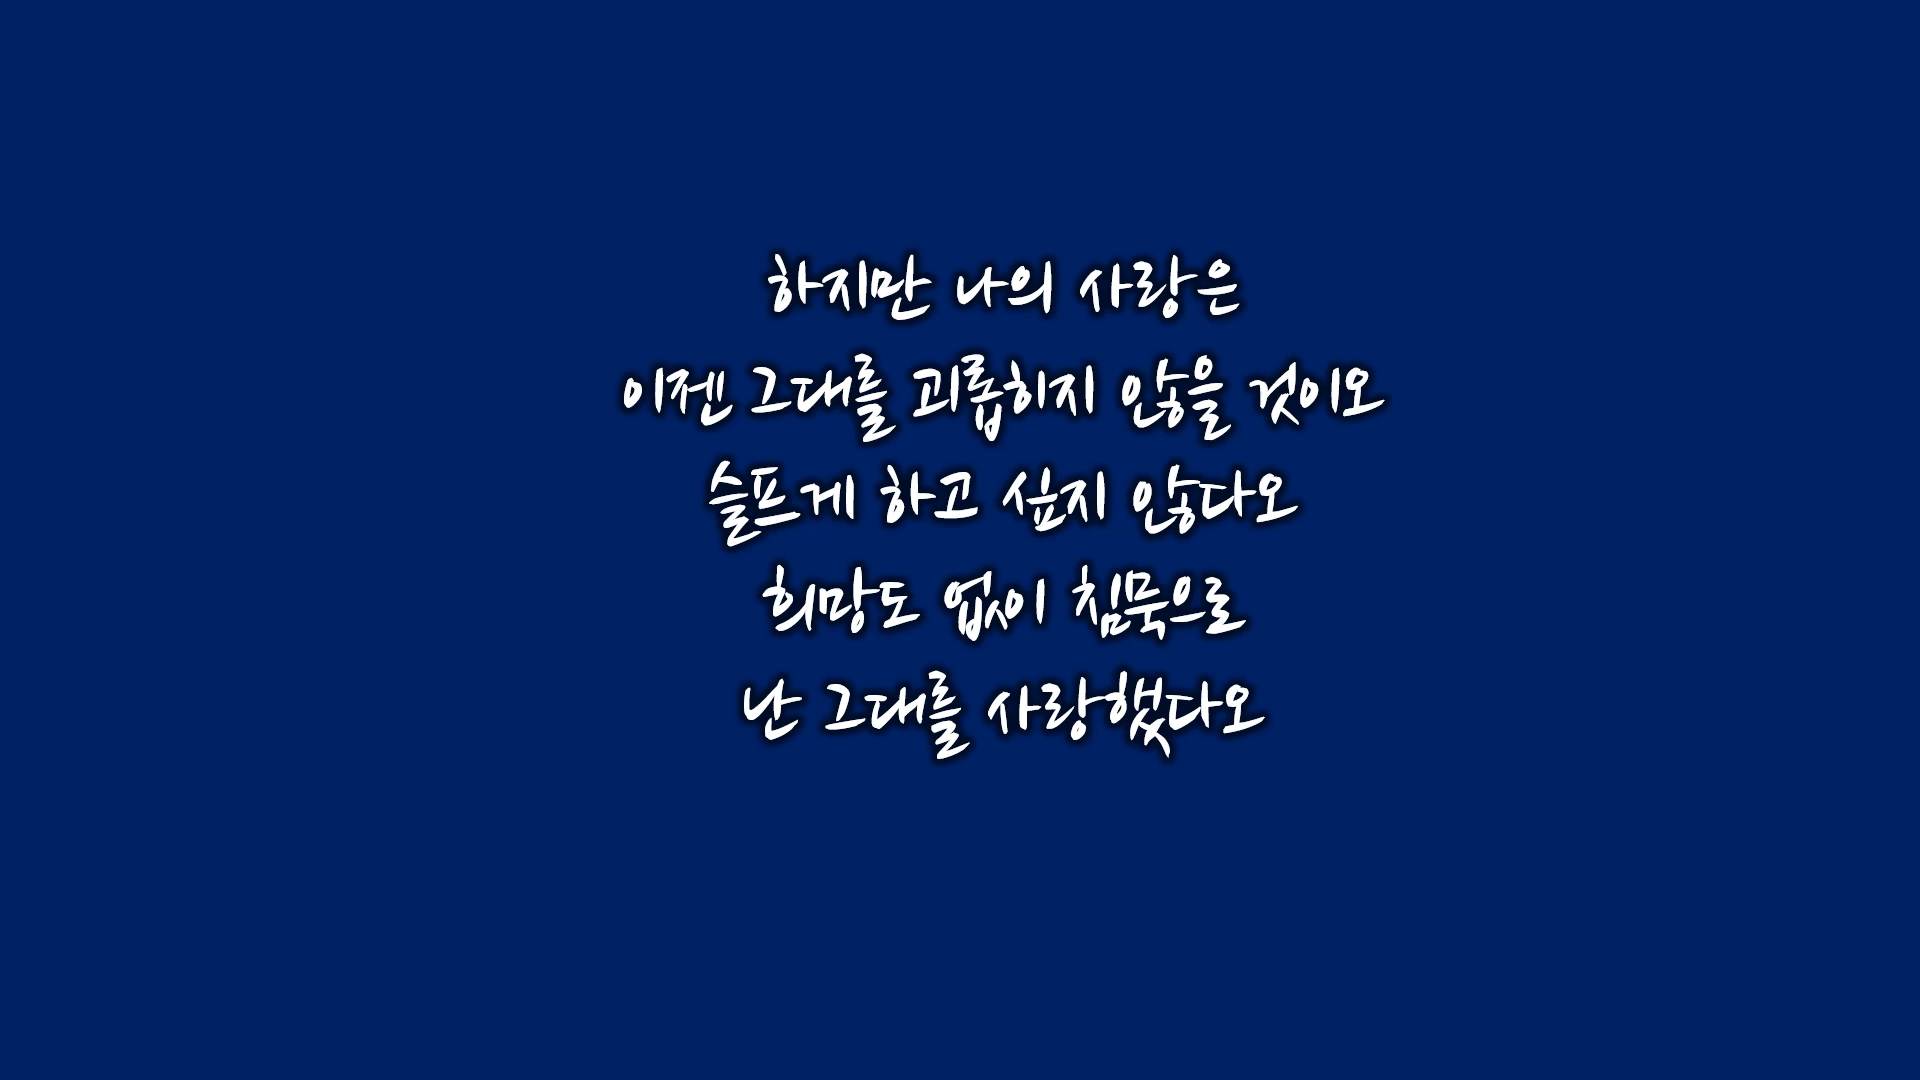 하지만 나의 사랑은
이젠 그대를 괴롭히지 않을 것이오
슬프게 하고 싶지 않다오
희망도 없이 침묵으로
난 그대를 사랑했다오